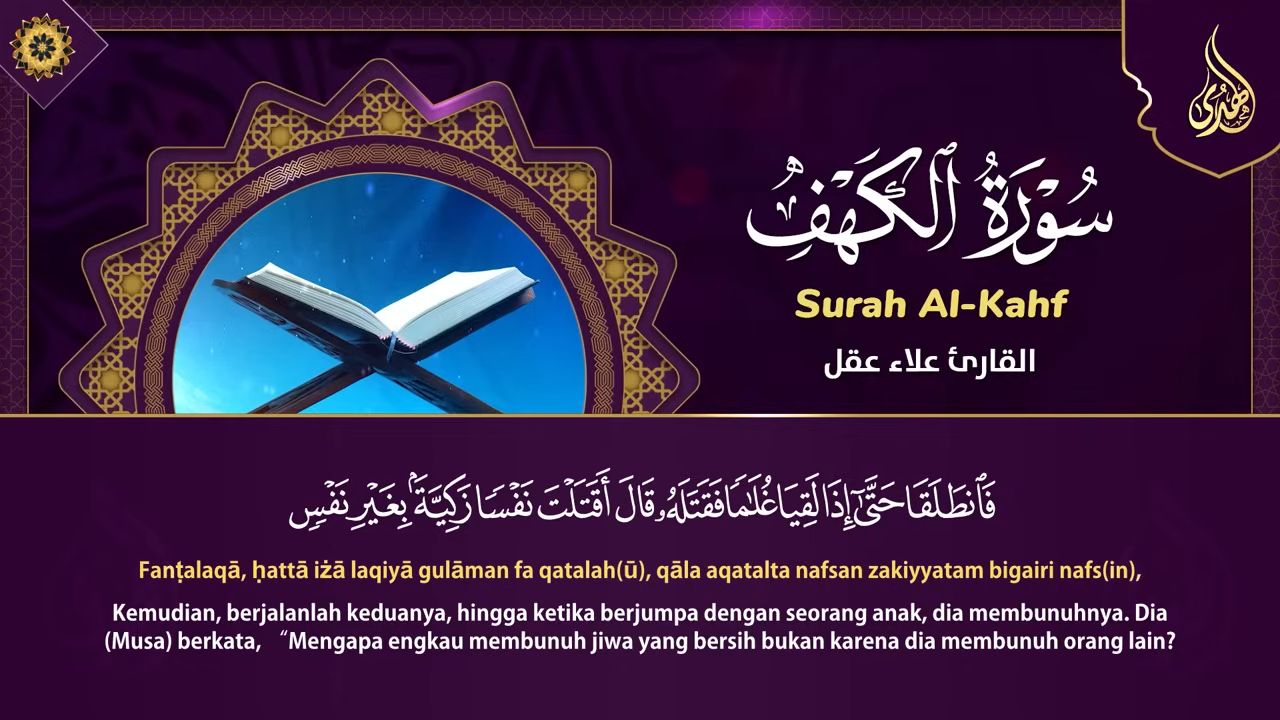 الهدى
سُورَةُ ٱلْكَهْفِ
Surah Al-Kahf
القارئ علاء عقل
فَٱنطَلَقَا حَتَّىٰٓ إِذَا لَقِيَا غُلَٰمًا فَقَتَلَهُۥ قَالَ أَقَتَلْتَ نَفْسًا زَكِيَّةًۢ بِغَيْرِ نَفْسٍ
Fanṭalaqā, ḥattā iżā laqiyā gulāman fa qatalah(ū), qāla aqatalta nafsan zakiyyatam bigairi nafs(in),
Kemudian, berjalanlah keduanya, hingga ketika berjumpa dengan seorang anak, dia membunuhnya. Dia
(Musa) berkata, “Mengapa engkau membunuh jiwa yang bersih bukan karena dia membunuh orang lain?